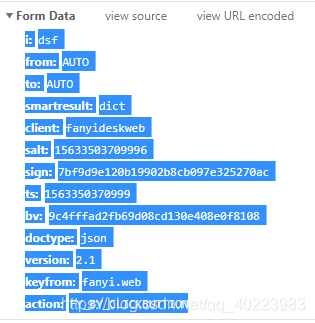 ▼ Form Data view source view URL encoded
i: dsf
from: AUTO
to: AUTO
smartresult: dict
client: fanyideskweb
salt: 15633503709996
sign: 7bf9d9e120b19902b8cb097e325270ac
ts: 1563350370999
bv: 9c4fffad2fb69d08cd130e408e0f8108
doctype: json
version: 2.1
keyfrom: fanyi.web
action: FY_BY_CLICKBUTTION
https://blog.csdn.net/qq_40223983